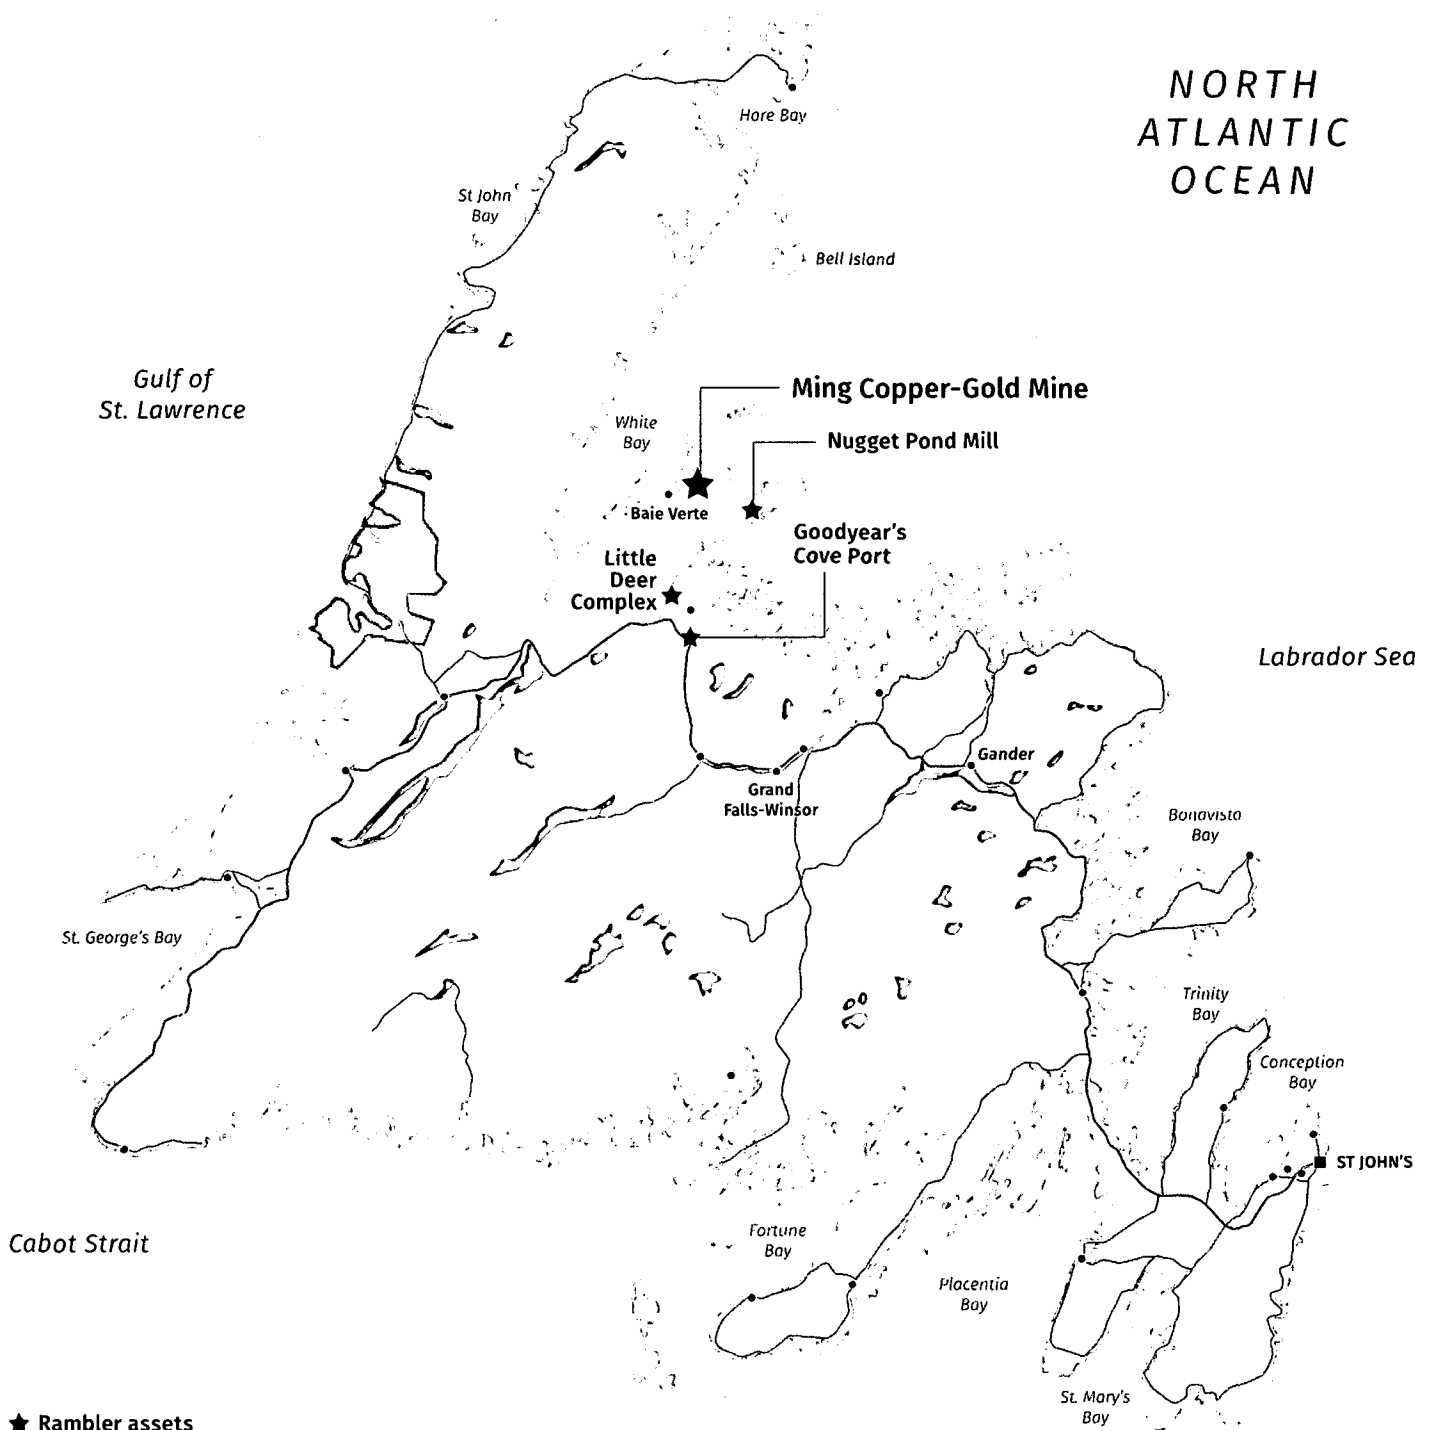 NORTH
ATLANTIC
OCEAN
Hare Bay
St John
Bay
Bell Island
Gulf of
St. Lawrence
Ming Copper-Gold Mine
White
Bay
Nugget Pond Mill
Baie Verte
Goodyear's
Cove Port
Little
Deer
Complex
Labrador Sea
Gander
Grand
Falls-Winsor
Bonavista
Bay
St. George's Bay
Trinity
Bay
Conception
Bay
ST JOHN'S
Cabot Strait
Fortune
Bay
Placentia
Bay
St. Mary's
Bay
Rambler assets